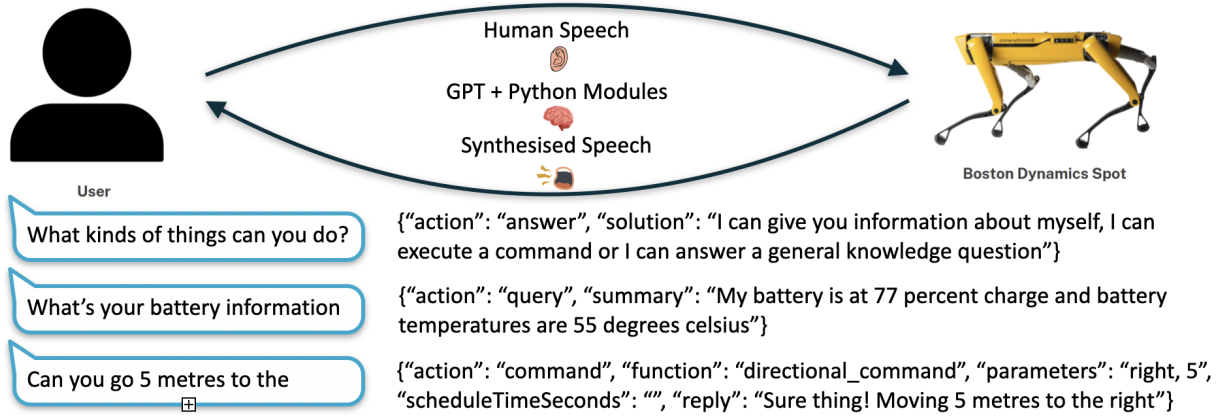 Human Speech
GPT + Python Modules
Synthesised Speech
User
Boston Dynamics Spot
What kinds of things can you do?
{“action”: “answer”, “solution”: “I can give you information about myself, I can
execute a command or I can answer a general knowledge question”}
What’s your battery information
{“action”: “query”, “summary”: “My battery is at 77 percent charge and battery
temperatures are 55 degrees celsius”}
Can you go 5 metres to the
{“action”: “command”, “function”: “directional_command”, “parameters”: “right, 5”,
“scheduleTimeSeconds”: “”, “reply”: “Sure thing! Moving 5 metres to the right”}